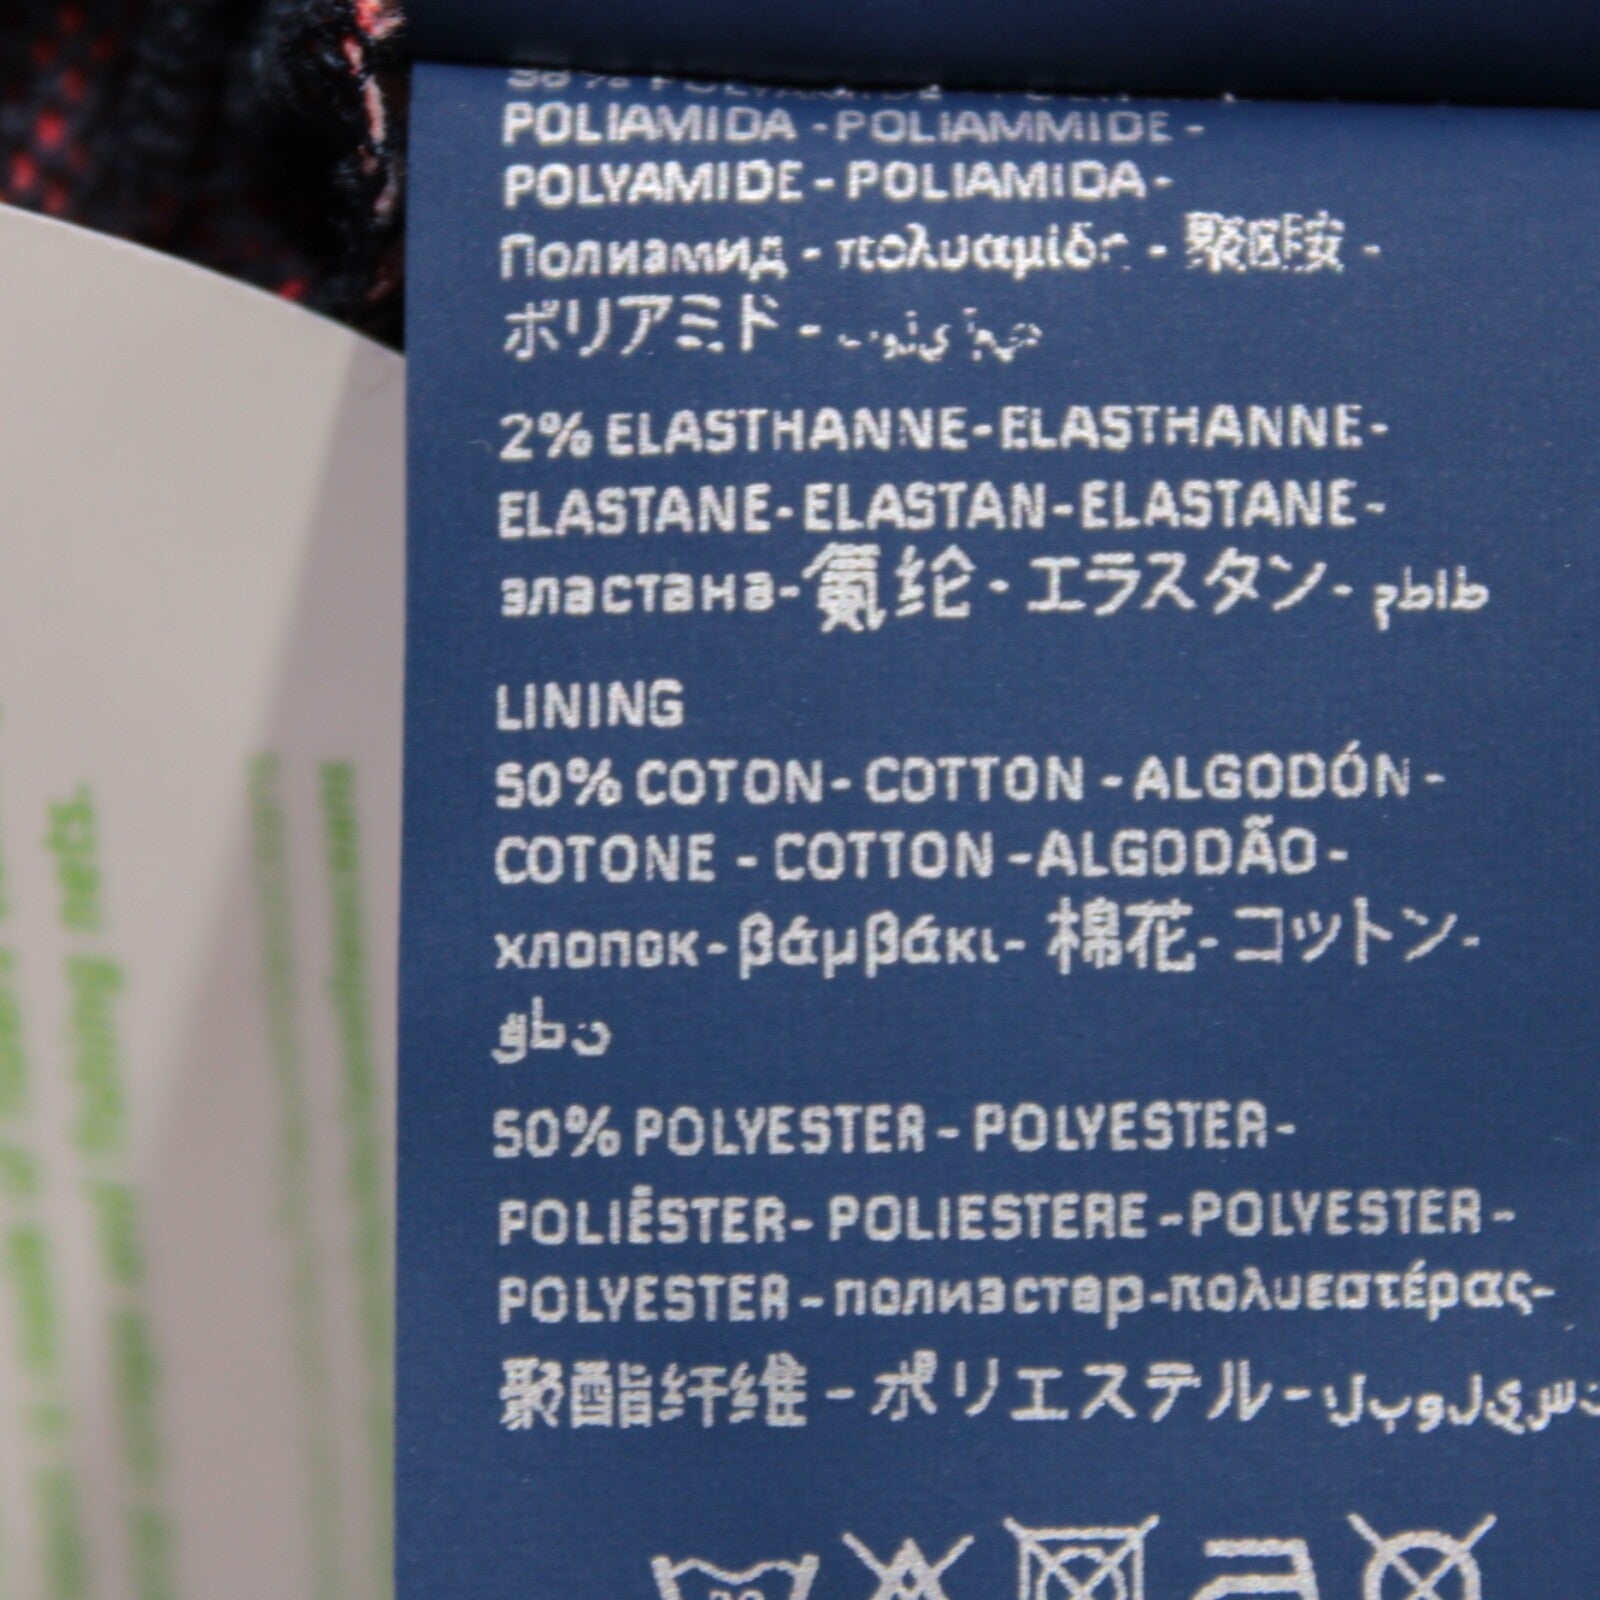 POLIAMIDA - POLIAMMIDE -
POLYAMIDE - POLIAMIDA -
Полиамид - πολυαμίδη - 聚酰胺 -
ポリアミド -
2% ELASTHANNE - ELASTHANNE -
ELASTANE - ELASTAN - ELASTANE -
эластана - 氨纶 - エラスタン - مطاط
LINING
50% COTON - COTTON - ALGODÓN -
COTONE - COTTON - ALGODÃO -
хлопок - βάμβάκι - 棉花 - コットン -
50% POLYESTER - POLYESTER -
POLIÉSTER - POLIESTERE - POLYESTER -
POLYESTER - полиэстер - πολυεστέρας -
聚酯纤维 - ポリエステル -